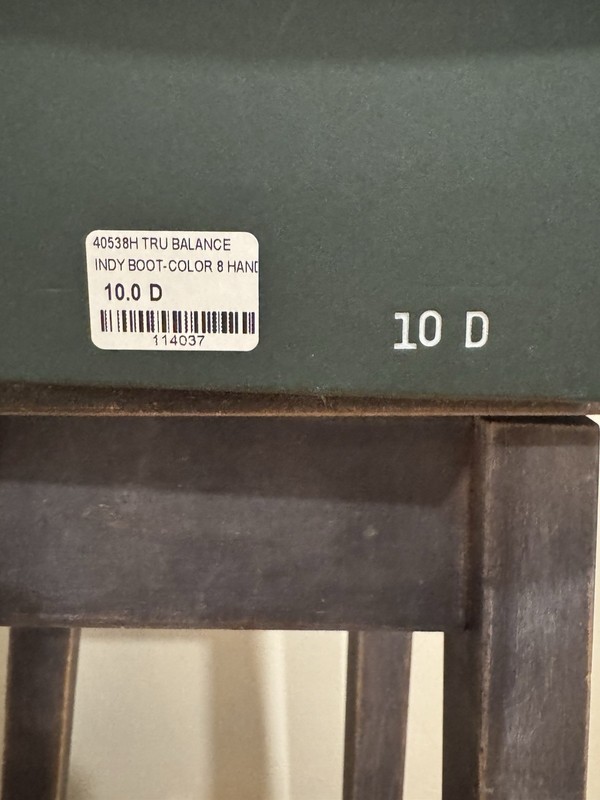 40538H TRU BALANCE
INDY BOOT-COLOR 8 HAND
10.0 D
114037
10 D